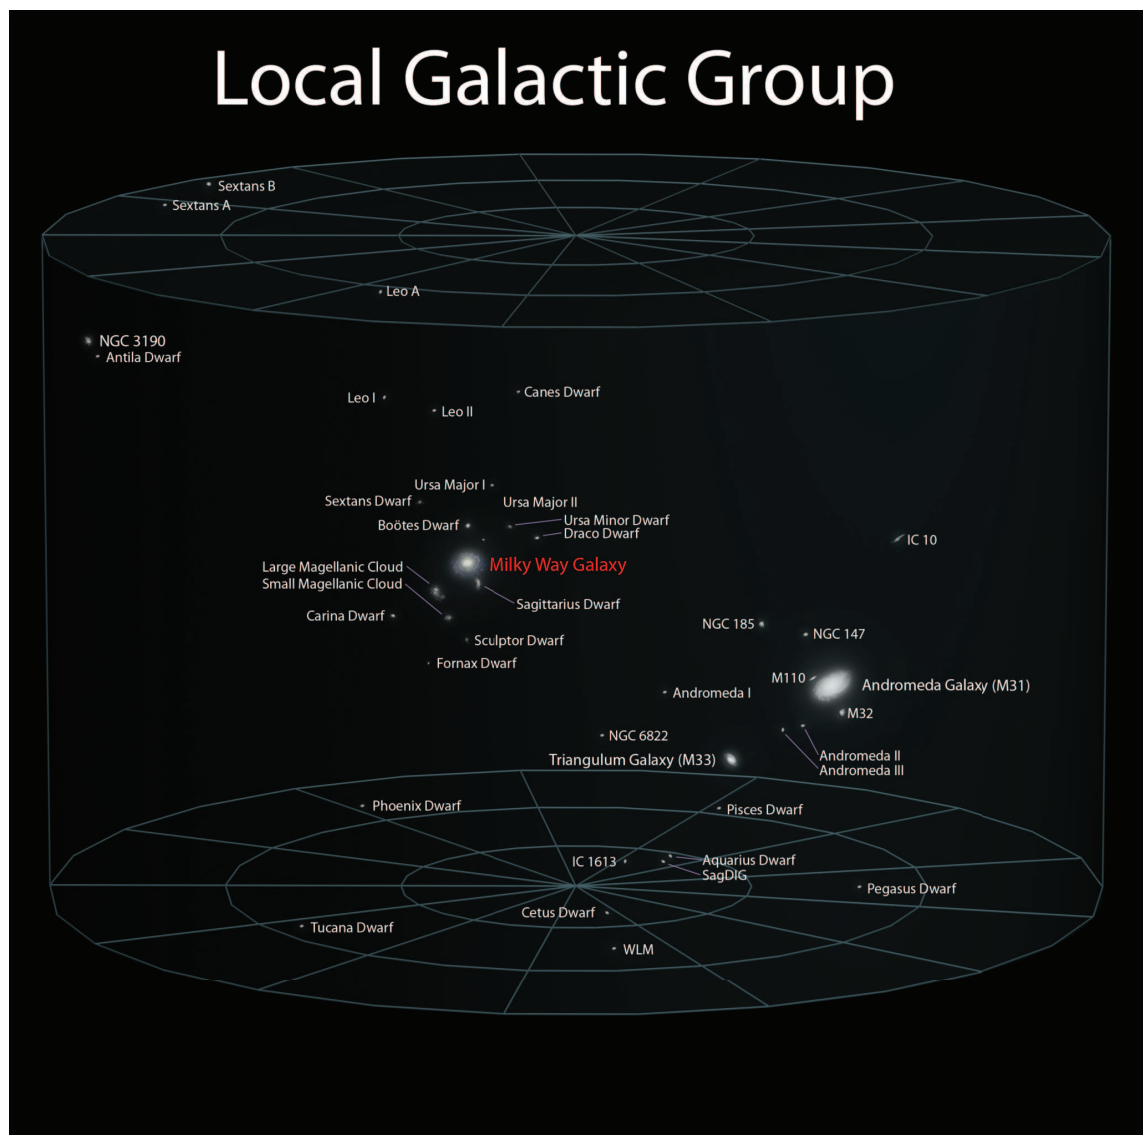 Local Galactic Group
Sextans B
Sextans A
Leo A
NGC 3190
Antila Dwarf
Canes Dwarf
Leo I
Leo II
Ursa Major I
Sextans Dwarf
Ursa Major II
Ursa Minor Dwarf
Boötes Dwarf
Draco Dwarf
IC 10
Milky Way Galaxy
Large Magellanic Cloud
Small Magellanic Cloud
Sagittarius Dwarf
Carina Dwarf
NGC 185
NGC 147
Sculptor Dwarf
Fornax Dwarf
M110
Andromeda Galaxy (M31)
Andromeda I
M32
NGC 6822
Andromeda II
Triangulum Galaxy (M33)
Andromeda III
Phoenix Dwarf
Pisces Dwarf
IC 1613
Aquarius Dwarf
SagDIG
Pegasus Dwarf
Cetus Dwarf
Tucana Dwarf
WLM